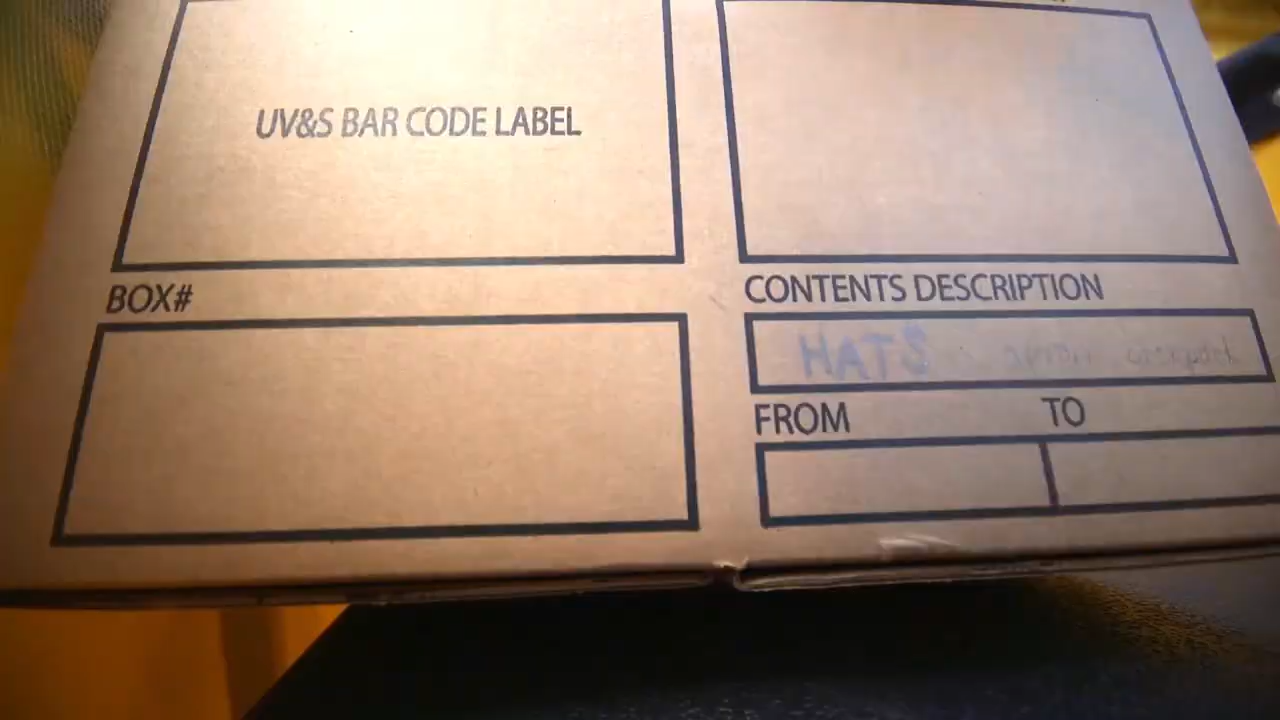 UV&S BAR CODE LABEL
BOX#
CONTENTS DESCRIPTION
HATS
FROM TO